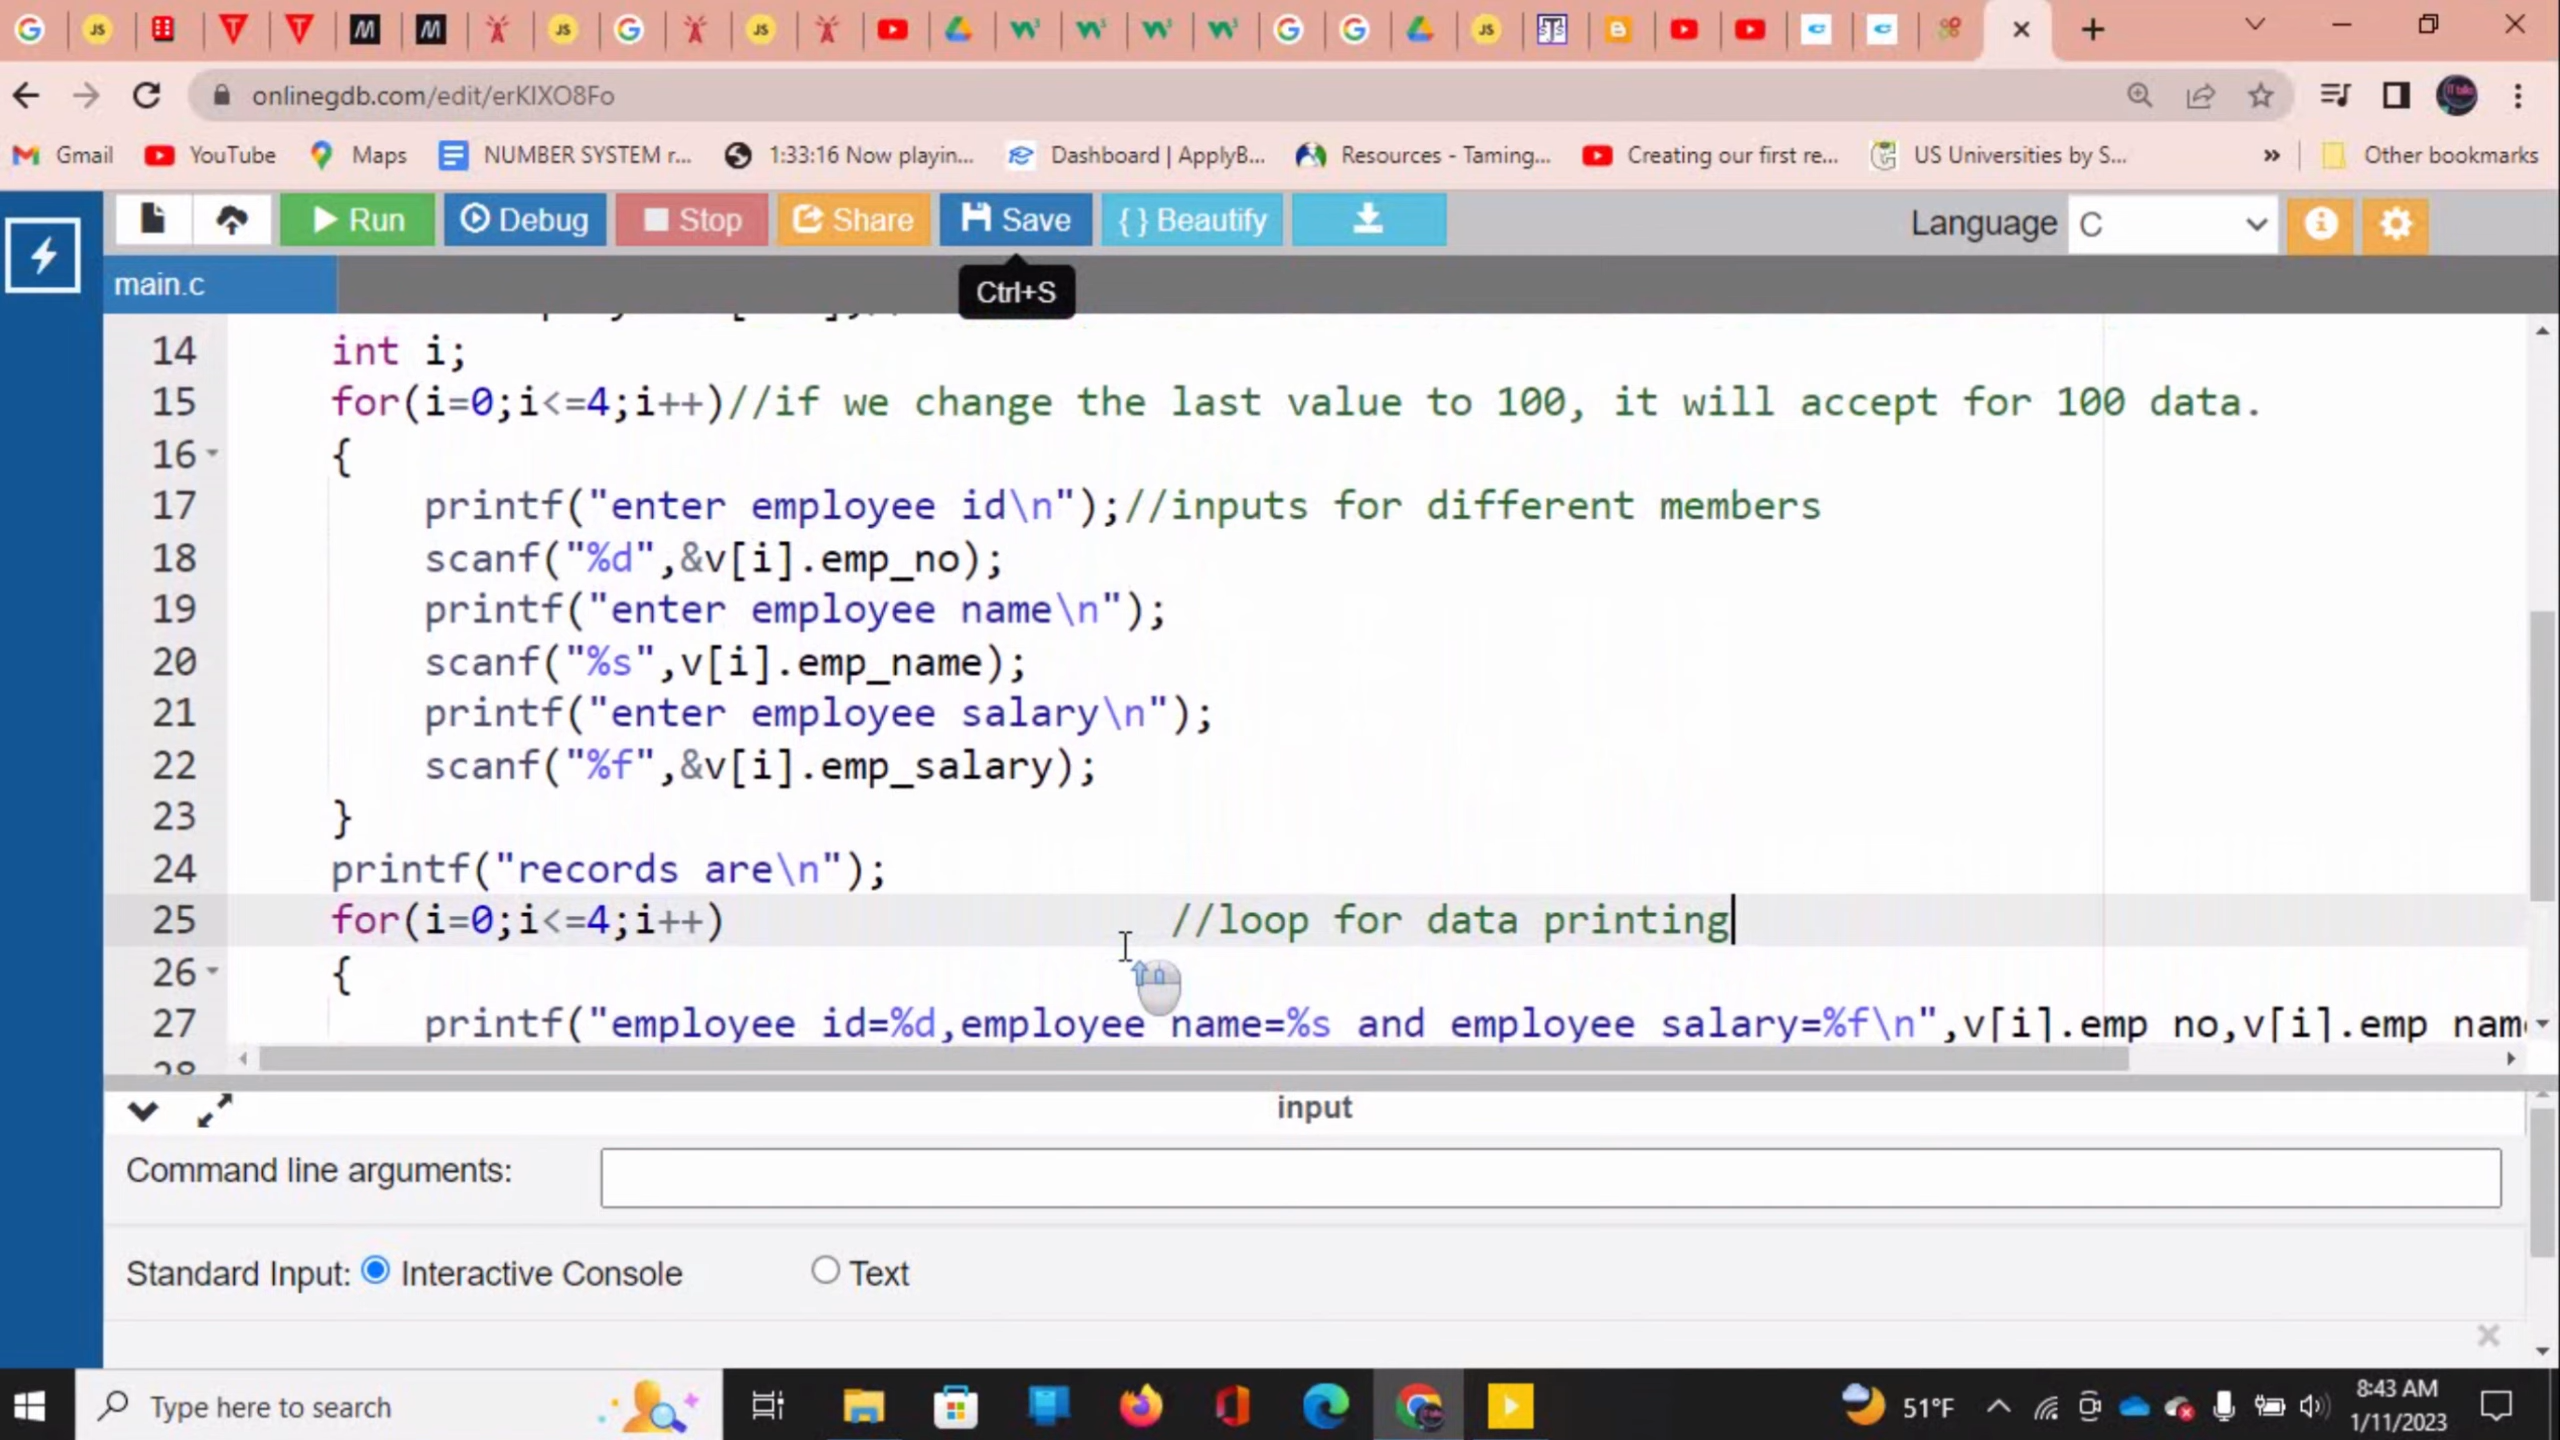 onlinegdb.com/edit/erKIXO8Fo
Gmail YouTube Maps NUMBER SYSTEM r... 1:33:16 Now playin... Dashboard | ApplyB... Resources - Taming... Creating our first re... US Universities by S... » Other bookmarks
Run Debug Stop Share Save { } Beautify Language C
main.c
Ctrl+S
14 int i;
15 for(i=0;i<=4;i++)//if we change the last value to 100, it will accept for 100 data.
16 {
17 printf("enter employee id\n");//inputs for different members
18 scanf("%d",&v[i].emp_no);
19 printf("enter employee name\n");
20 scanf("%s",v[i].emp_name);
21 printf("enter employee salary\n");
22 scanf("%f",&v[i].emp_salary);
23 }
24 printf("records are\n");
25 for(i=0;i<=4;i++) //loop for data printing
26 {
27 printf("employee id=%d,employee name=%s and employee salary=%f\n",v[i].emp no,v[i].emp nam
28
input
Command line arguments:
Standard Input: Interactive Console Text
Type here to search
51°F
8:43 AM
1/11/2023